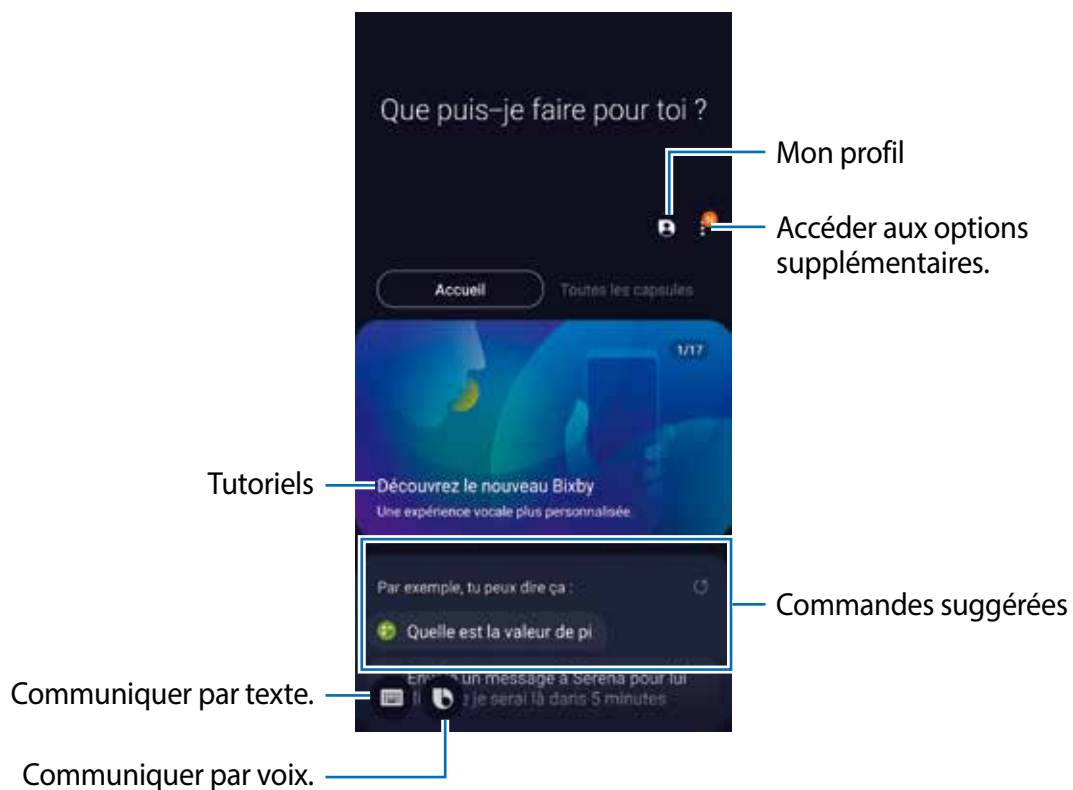 Que puis-je faire pour toi ?
Mon profil
Accéder aux options
supplémentaires.
Accueil
Toutes les capsules
1/17
Tutoriels
Découvrez le nouveau Bixby
Une expérience vocale plus personnalisée.
Par exemple, tu peux dire ça :
Commandes suggérées
Quelle est la valeur de pi
un message à Serena pour lui
je serai là dans 5 minutes
Communiquer par texte.
Communiquer par voix.